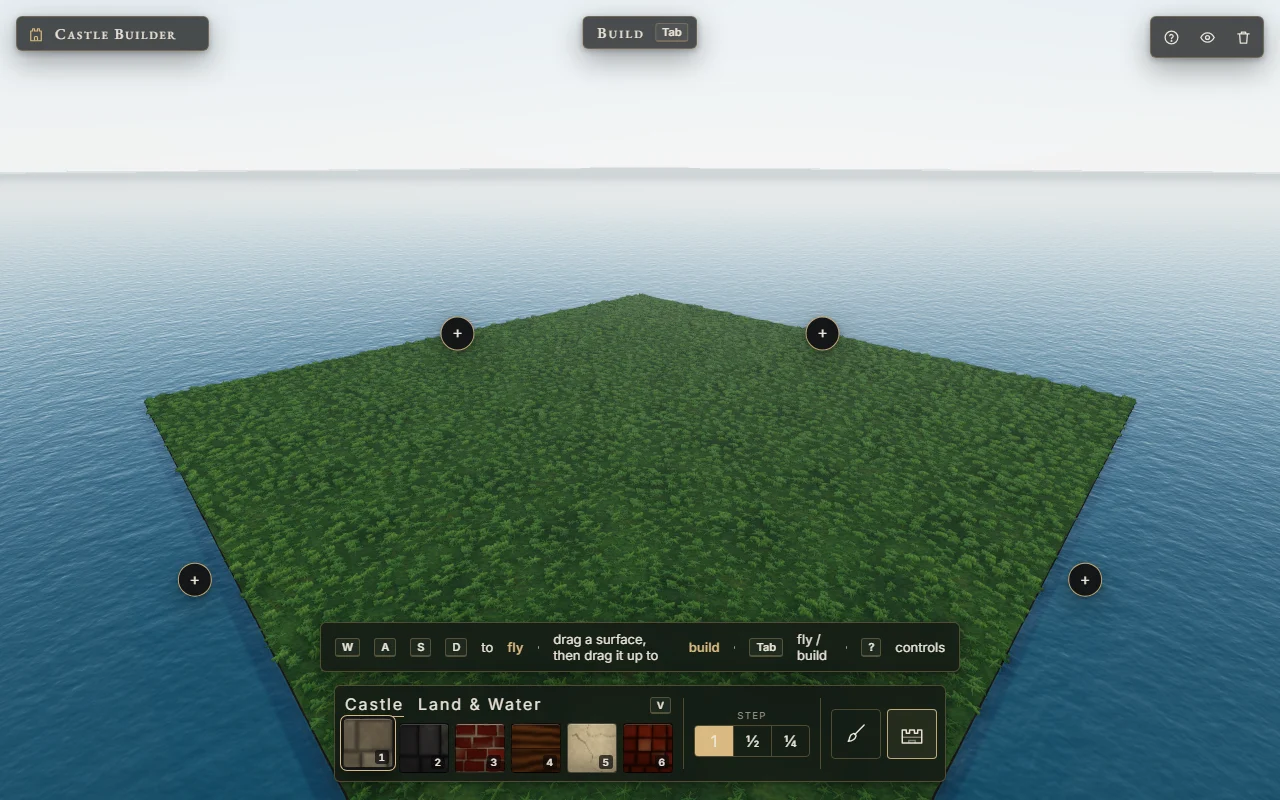 Castle Builder
Build Tab
+ +
+ +
W A S D to fly · drag a surface, then drag it up to build · Tab fly / build · ? controls
Castle Land & Water V
STEP
1 ½ ¼
1 2 3 4 5 6